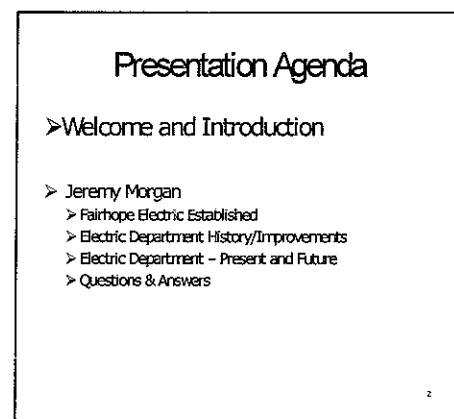 Presentation Agenda
➢Welcome and Introduction
➢ Jeremy Morgan
➢ Fairhope Electric Established
➢ Electric Department History/Improvements
➢ Electric Department – Present and Future
➢ Questions & Answers
2